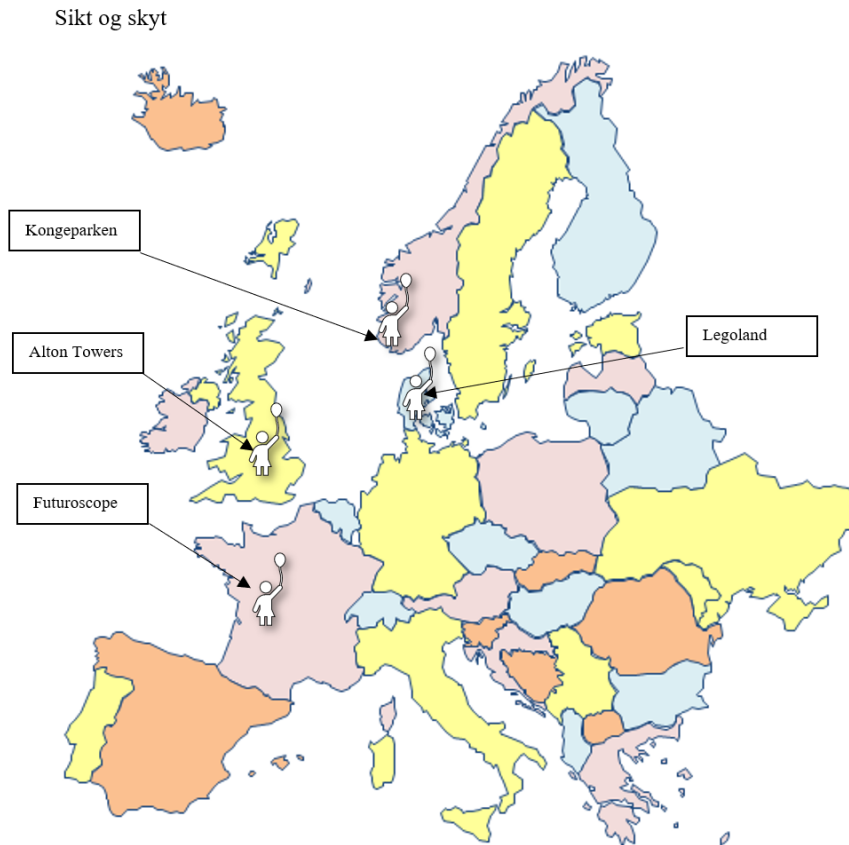 Sikt og skyt
Kongeparken
Alton Towers
Legoland
Futuroscope